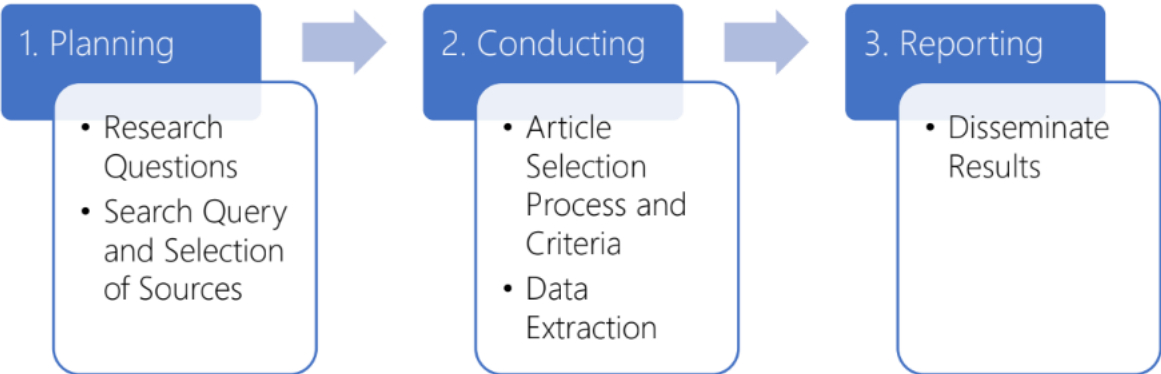 1. Planning
• Research
Questions
• Search Query
and Selection
of Sources
2. Conducting
• Article
Selection
Process and
Criteria
• Data
Extraction
3. Reporting
• Disseminate
Results